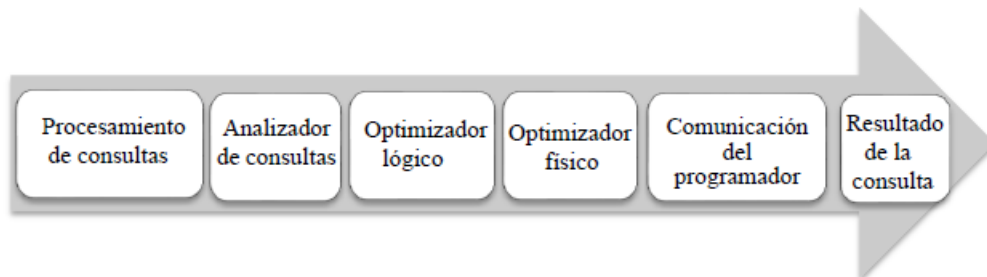 Procesamiento
de consultas
Analizador
de consultas
Optimizador
lógico
Optimizador
físico
Comunicación
del
programador
Resultado
de la
consulta